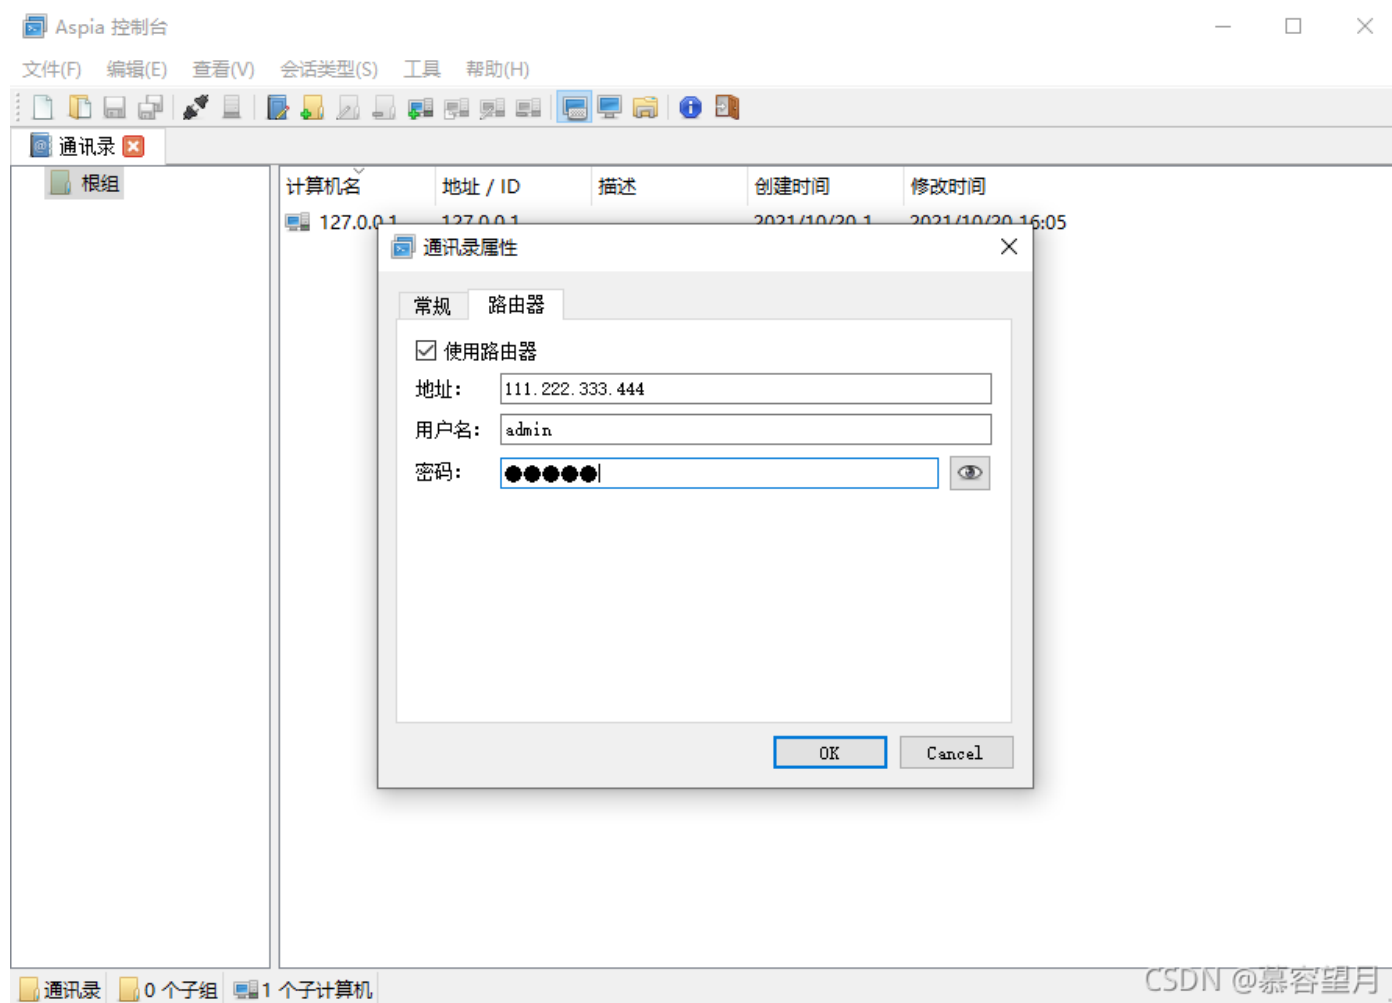 Aspia 控制台
文件(F) 编辑(E) 查看(V) 会话类型(S) 工具 帮助(H)
通讯录
根组
计算机名 地址 / ID 描述 创建时间 修改时间
127.0.0.1 127.0.0.1 2021/10/20 1 2021/10/20 16:05
通讯录属性
常规 路由器
使用路由器
地址: 111.222.333.444
用户名: admin
密码: ●●●●●
OK Cancel
通讯录 0 个子组 1 个子计算机
CSDN @慕容望月